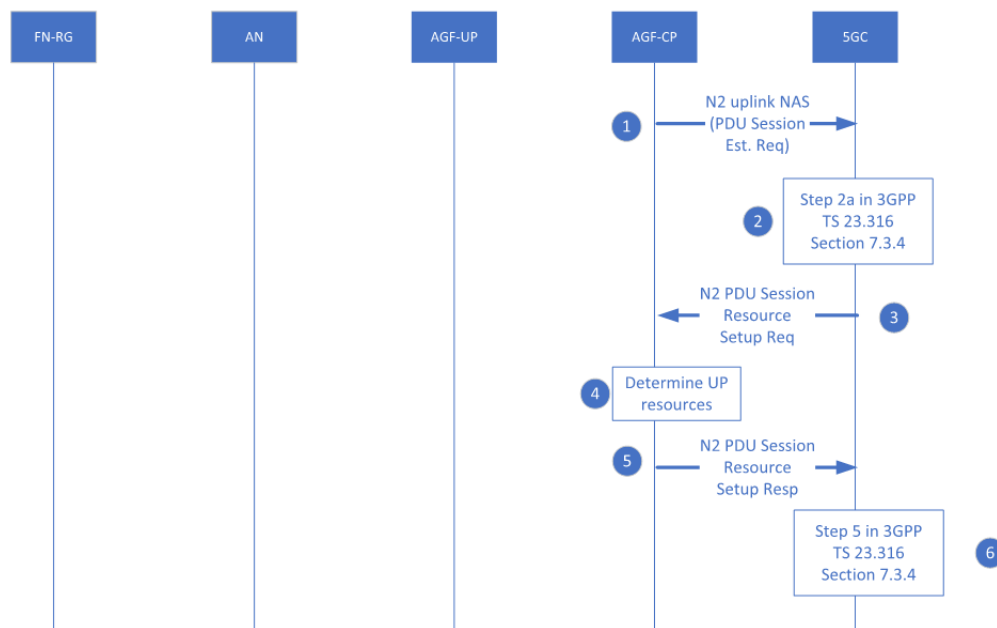 FN-RG
AN
AGF-UP
AGF-CP
5GC
1
N2 uplink NAS
(PDU Session
Est. Req)
2
Step 2a in 3GPP
TS 23.316
Section 7.3.4
N2 PDU Session
Resource
Setup Req
3
4
Determine UP
resources
5
N2 PDU Session
Resource
Setup Resp
Step 5 in 3GPP
TS 23.316
Section 7.3.4
6